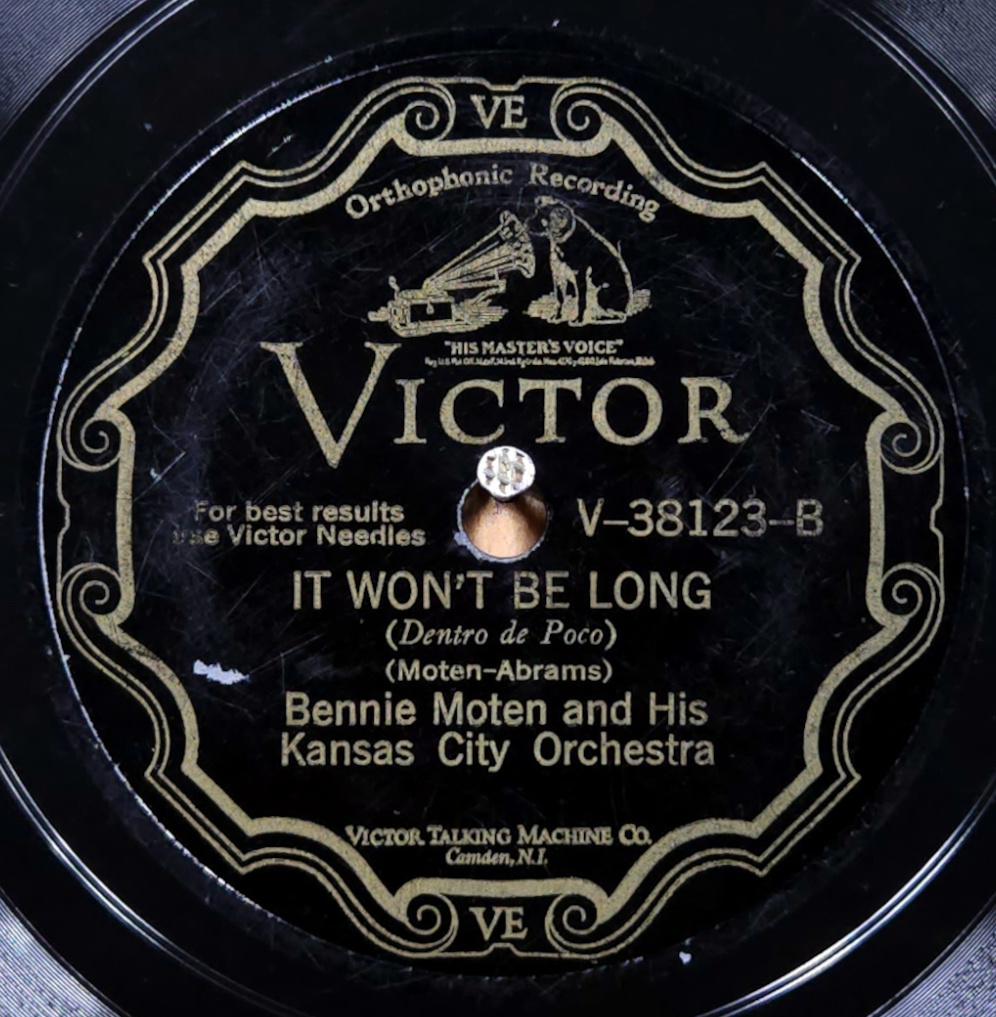 VE
Orthophonic Recording
"HIS MASTER'S VOICE"
VICTOR
For best results
use Victor Needles
V-38123-B
IT WON'T BE LONG
(Dentro de Poco)
(Moten-Abrams)
Bennie Moten and His
Kansas City Orchestra
VICTOR TALKING MACHINE CO.
Camden, N.J.
VE